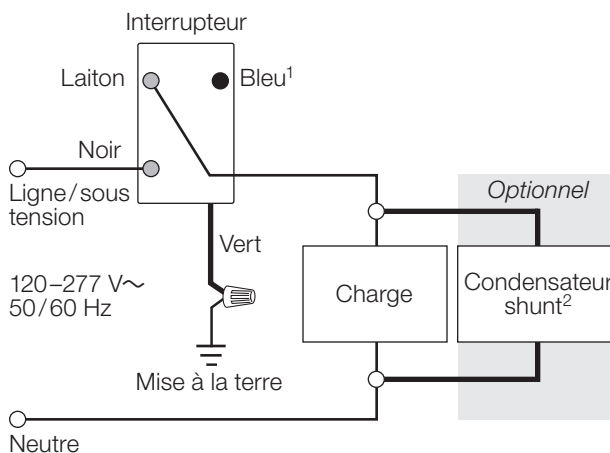 Interrupteur
Laiton
Bleu¹
Noir
Ligne/sous
tension
Vert
120–277 V~
50/60 Hz
Mise à la terre
Neutre
Charge
Optionnel
Condensateur
shunt²